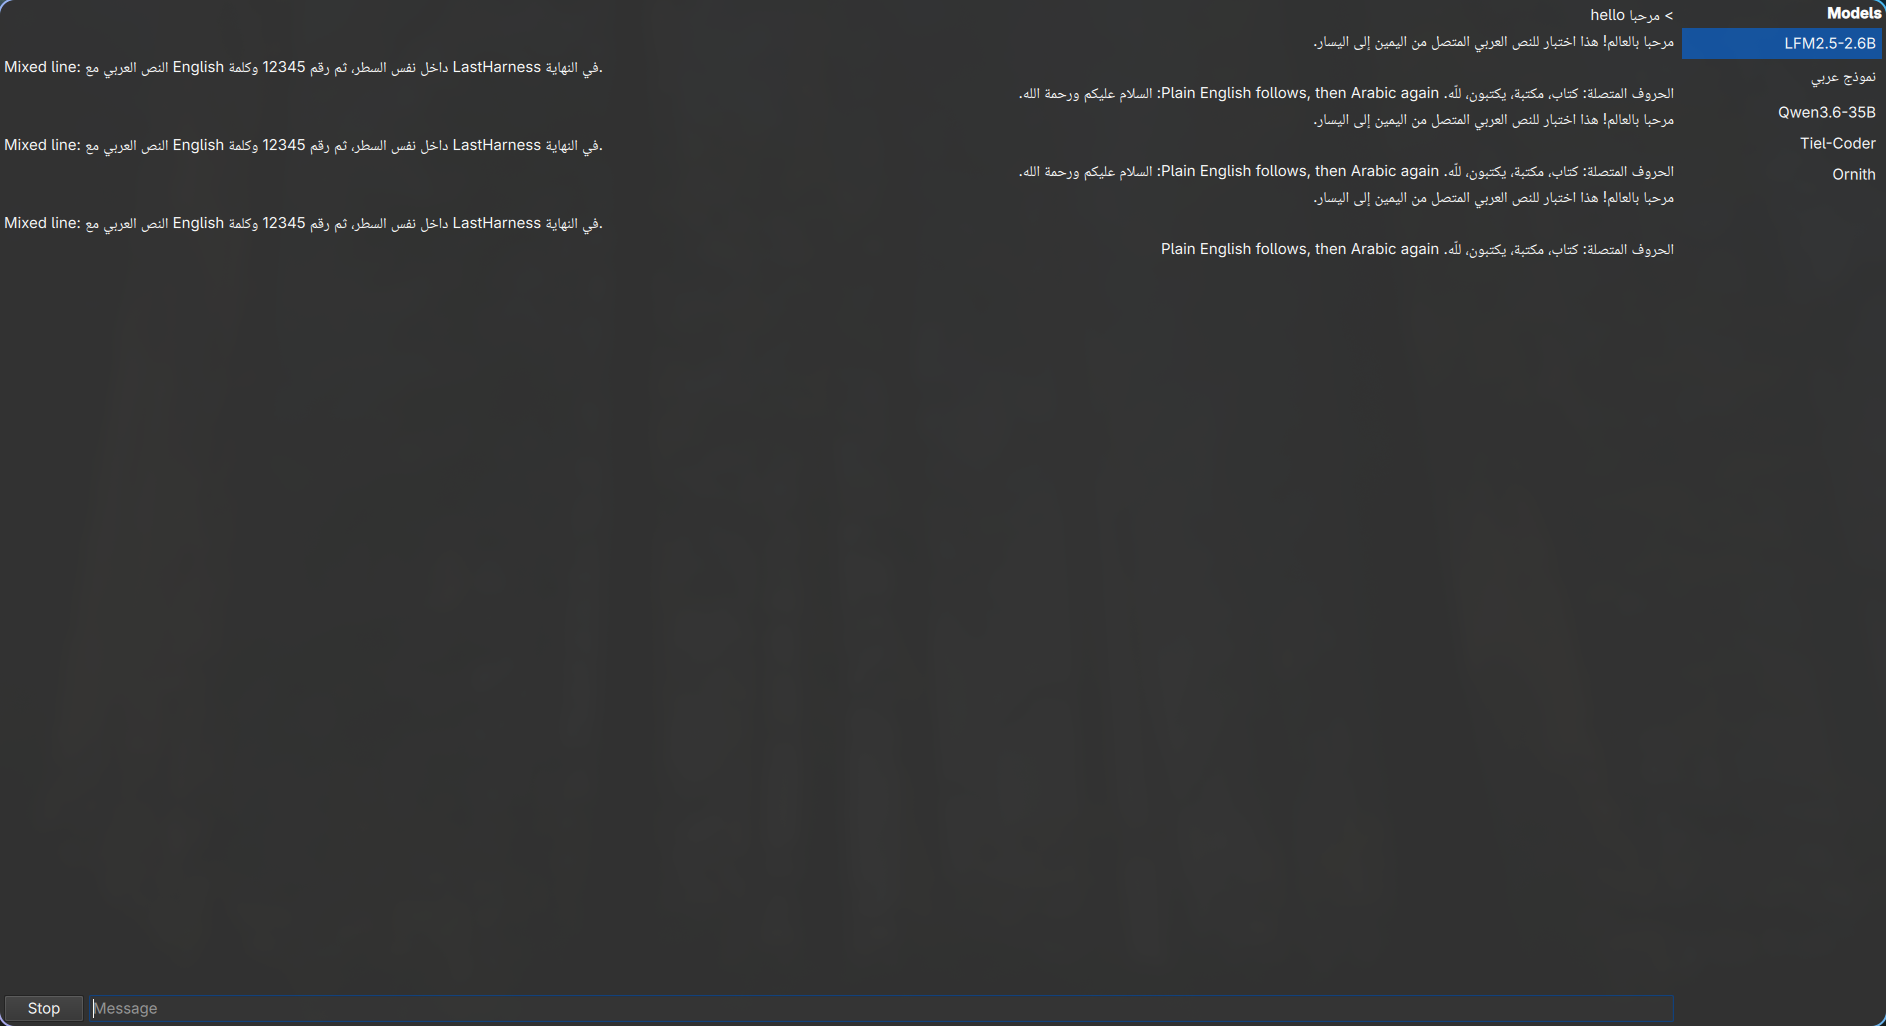 Models
LFM2.5-2.6B
نموذج عربي
Qwen3.6-35B
Tiel-Coder
Ornith
> مرحبا hello
مرحبا بالعالم! هذا اختبار للنص العربي المتصل من اليمين إلى اليسار.
Mixed line: النص العربي مع English وكلمة 12345 داخل نفس السطر، ثم رقم LastHarness في النهاية.
الحروف المتصلة: كتاب، مكتبة، يكتبون، للّه. Plain English follows, then Arabic again: السلام عليكم ورحمة الله.
مرحبا بالعالم! هذا اختبار للنص العربي المتصل من اليمين إلى اليسار.
Mixed line: النص العربي مع English وكلمة 12345 داخل نفس السطر، ثم رقم LastHarness في النهاية.
الحروف المتصلة: كتاب، مكتبة، يكتبون، للّه. Plain English follows, then Arabic again: السلام عليكم ورحمة الله.
مرحبا بالعالم! هذا اختبار للنص العربي المتصل من اليمين إلى اليسار.
Mixed line: النص العربي مع English وكلمة 12345 داخل نفس السطر، ثم رقم LastHarness في النهاية.
الحروف المتصلة: كتاب، مكتبة، يكتبون، للّه. Plain English follows, then Arabic again
Stop
Message